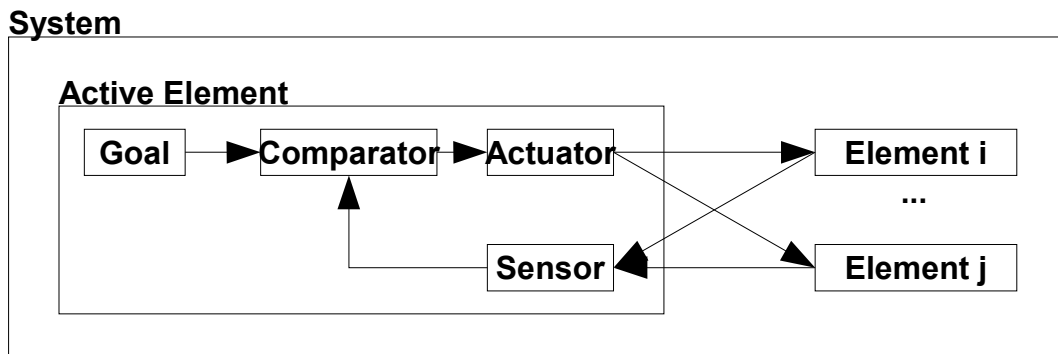 System
Active Element
Goal
Comparator
Actuator
Element i
...
Sensor
Element j